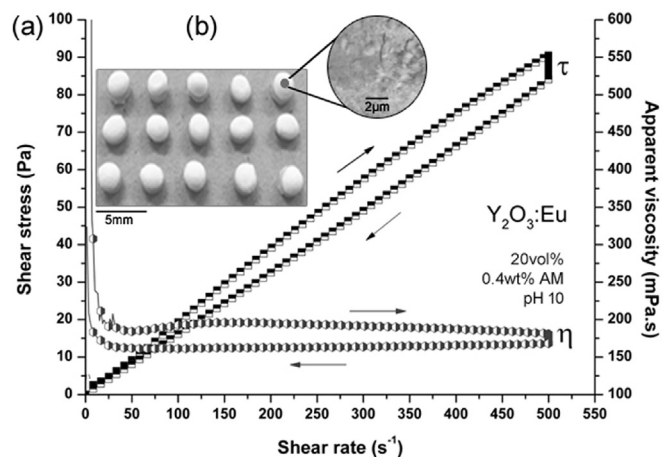 (a)
(b)
100
90
80
70
60
50
40
30
20
10
0
Shear stress (Pa)
600
550
500
450
400
350
300
250
200
150
100
Apparent viscosity (mPa.s)
2μm
5mm
τ
Y₂O₃:Eu
20vol%
0.4wt% AM
pH 10
η
0 50 100 150 200 250 300 350 400 450 500 550
Shear rate (s⁻¹)